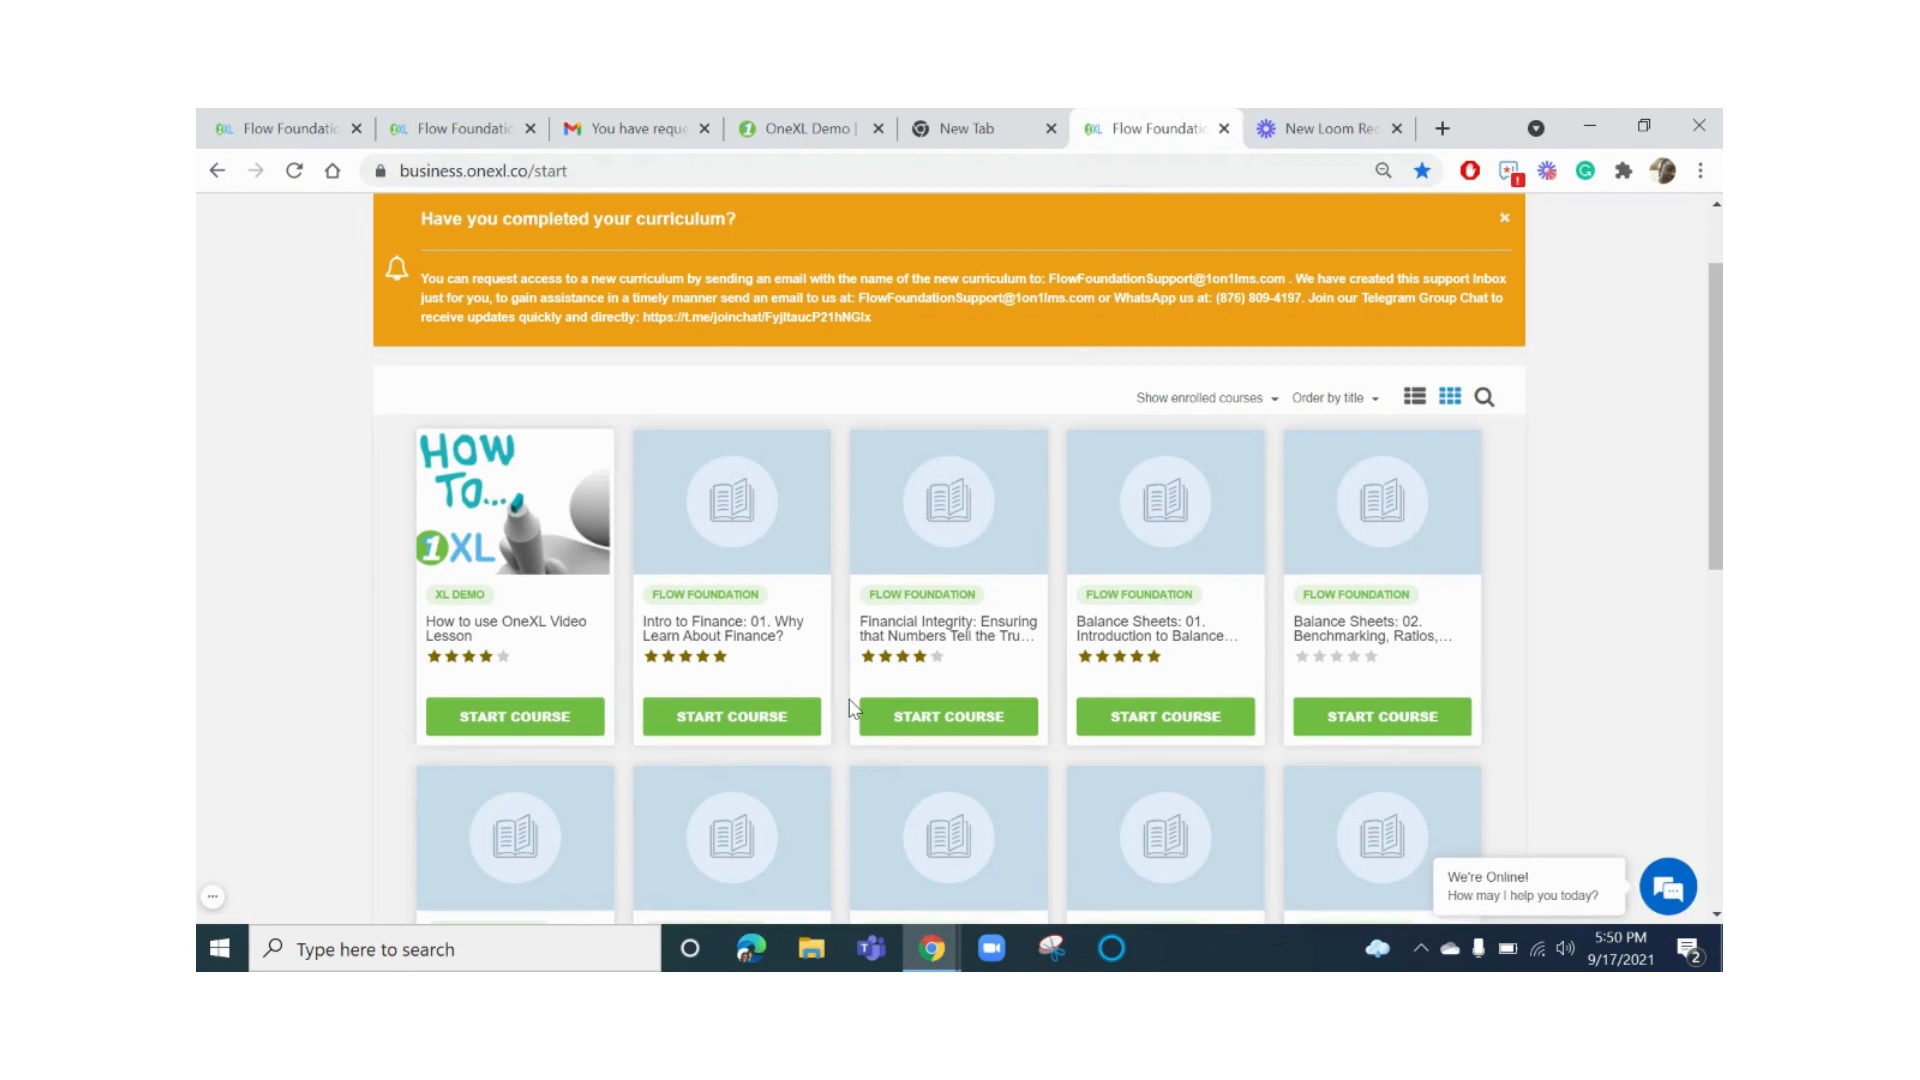 Flow Foundatio
Flow Foundatio
You have reque
OneXL Demo |
New Tab
Flow Foundatio
New Loom Rec
business.onexl.co/start
Have you completed your curriculum?
You can request access to a new curriculum by sending an email with the name of the new curriculum to: FlowFoundationSupport@1on1lms.com . We have created this support Inbox
just for you, to gain assistance in a timely manner send an email to us at: FlowFoundationSupport@1on1lms.com or WhatsApp us at: (876) 809-4197. Join our Telegram Group Chat to
receive updates quickly and directly: https://t.me/joinchat/FyjltaucP21hNGIx
Show enrolled courses
Order by title
HOW
TO...
1XL
XL DEMO
How to use OneXL Video
Lesson
START COURSE
FLOW FOUNDATION
Intro to Finance: 01. Why
Learn About Finance?
START COURSE
FLOW FOUNDATION
Financial Integrity: Ensuring
that Numbers Tell the Tru...
START COURSE
FLOW FOUNDATION
Balance Sheets: 01.
Introduction to Balance...
START COURSE
FLOW FOUNDATION
Balance Sheets: 02.
Benchmarking, Ratios,...
START COURSE
We're Online!
How may I help you today?
Type here to search
5:50 PM
9/17/2021
2